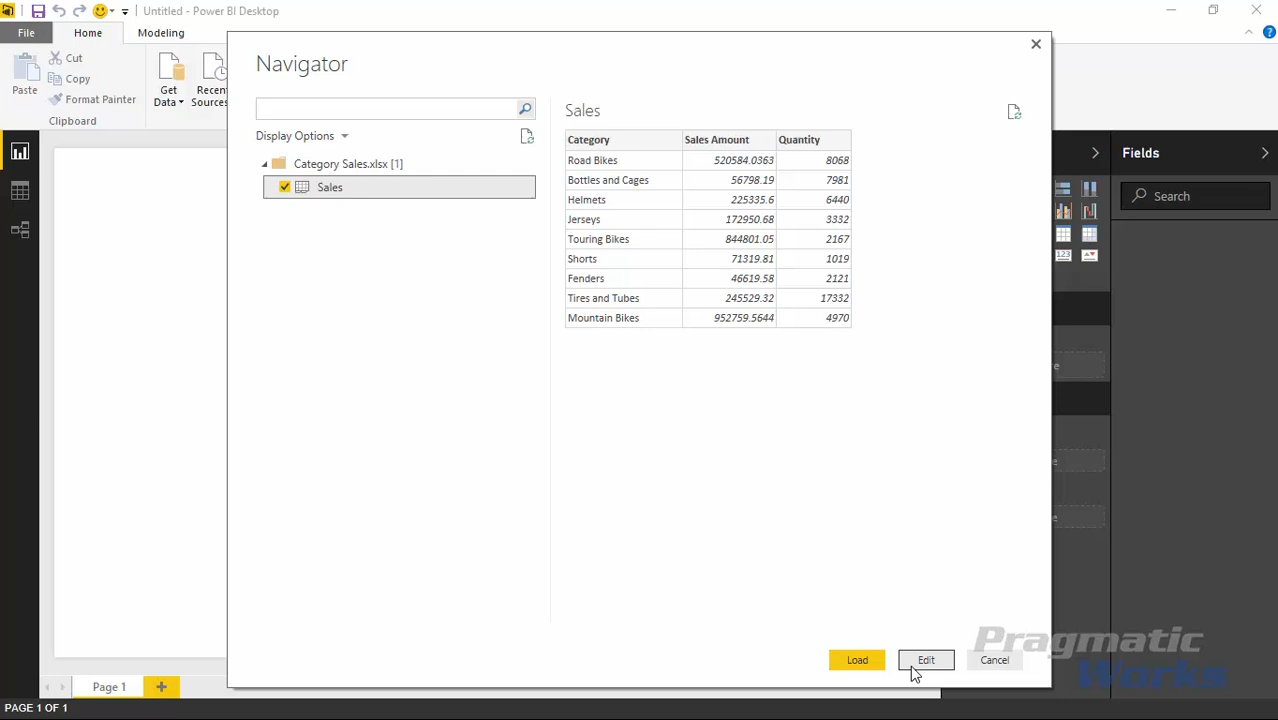 Untitled - Power BI Desktop
File
Home
Modeling
Paste
Cut
Copy
Format Painter
Clipboard
Get
Data
Recent
Sources
Navigator
Display Options
Category Sales.xlsx [1]
Sales
Sales
Category Sales Amount Quantity
Road Bikes 520584.0363 8068
Bottles and Cages 56798.19 7981
Helmets 225335.6 6440
Jerseys 172950.68 3332
Touring Bikes 844801.05 2167
Shorts 71319.81 1019
Fenders 46619.58 2121
Tires and Tubes 245529.32 17332
Mountain Bikes 952759.5644 4970
Load
Edit
Cancel
Fields
Search
123
e
e
e
Pragmatic
Works
Page 1
PAGE 1 OF 1